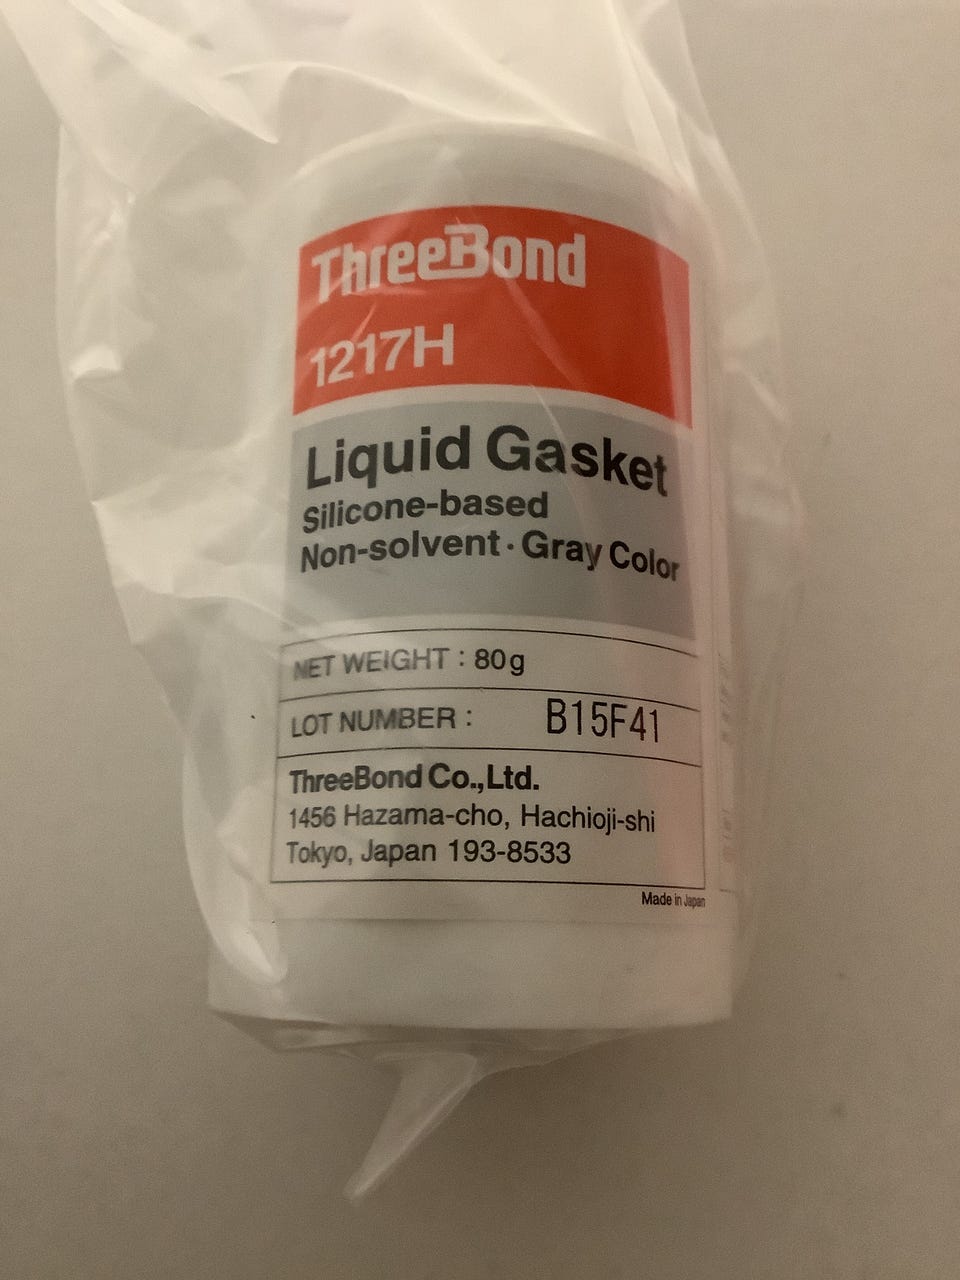 ThreeBond
1217H
Liquid Gasket
Silicone-based
Non-solvent · Gray Color
NET WEIGHT : 80g
LOT NUMBER : B15F41
ThreeBond Co.,Ltd.
1456 Hazama-cho, Hachioji-shi
Tokyo, Japan 193-8533
Made in Japan